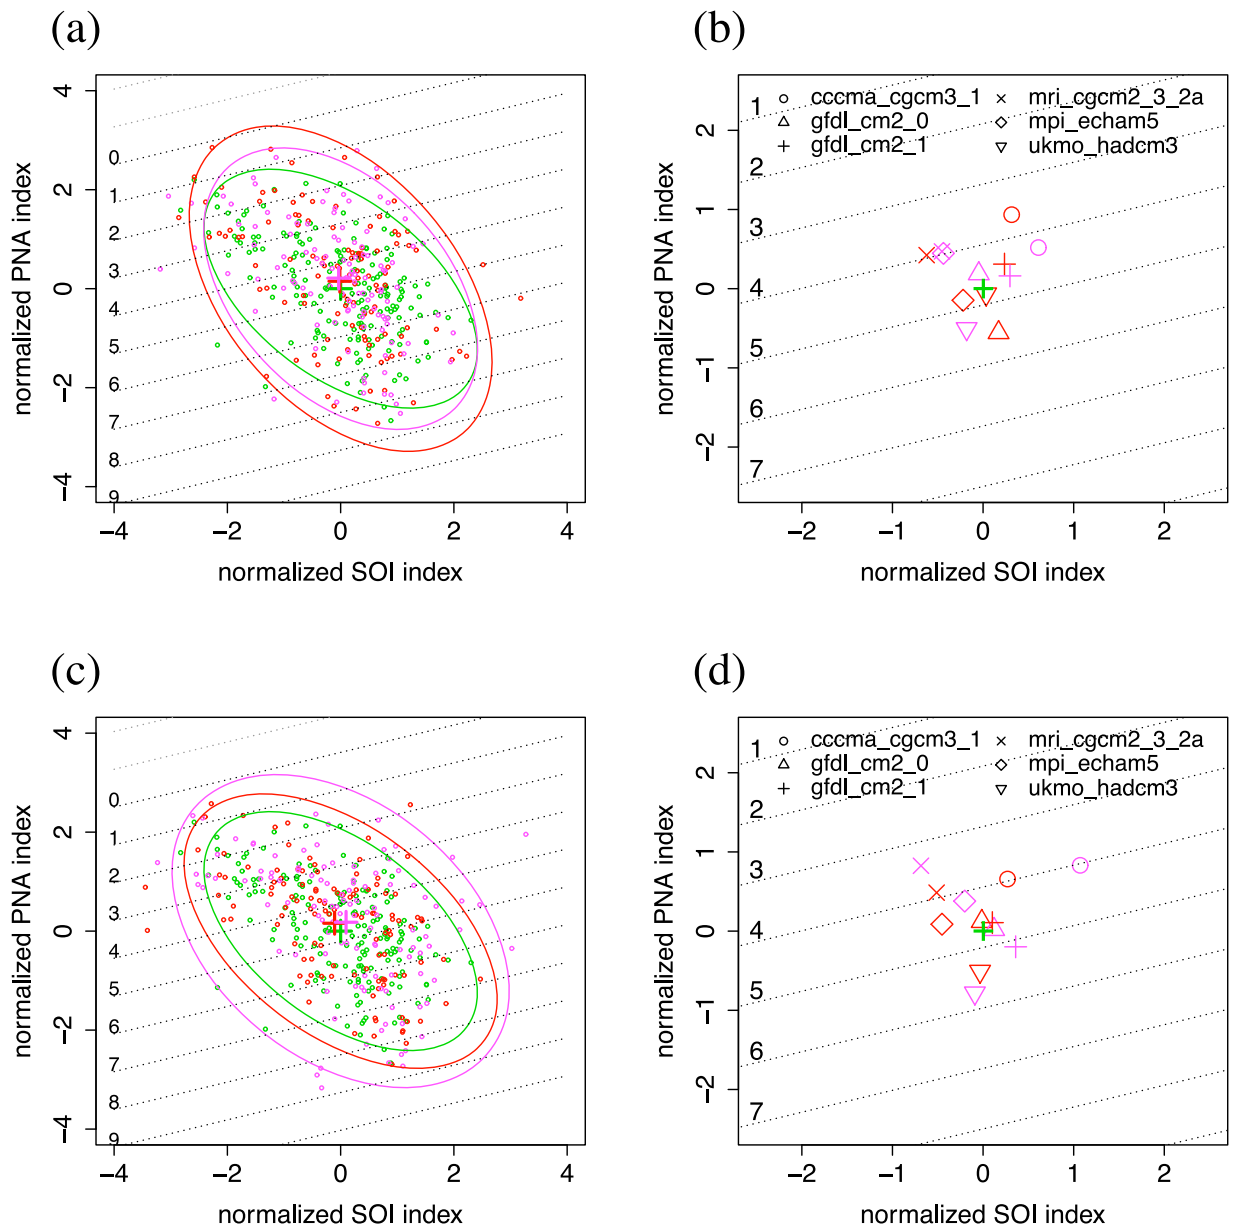 (a)
4
2
0
−2
−4
normalized PNA index
0
1
2
3
4
5
6
7
8
9
−4 −2 0 2 4
normalized SOI index
(b)
2
1
0
−1
−2
normalized PNA index
1
2
3
4
5
6
7
cccma_cgcm3_1 mri_cgcm2_3_2a
gfdl_cm2_0 mpi_echam5
gfdl_cm2_1 ukmo_hadcm3
−2 −1 0 1 2
normalized SOI index
(c)
4
2
0
−2
−4
normalized PNA index
0
1
2
3
4
5
6
7
8
9
−4 −2 0 2 4
normalized SOI index
(d)
2
1
0
−1
−2
normalized PNA index
1
2
3
4
5
6
7
cccma_cgcm3_1 mri_cgcm2_3_2a
gfdl_cm2_0 mpi_echam5
gfdl_cm2_1 ukmo_hadcm3
−2 −1 0 1 2
normalized SOI index